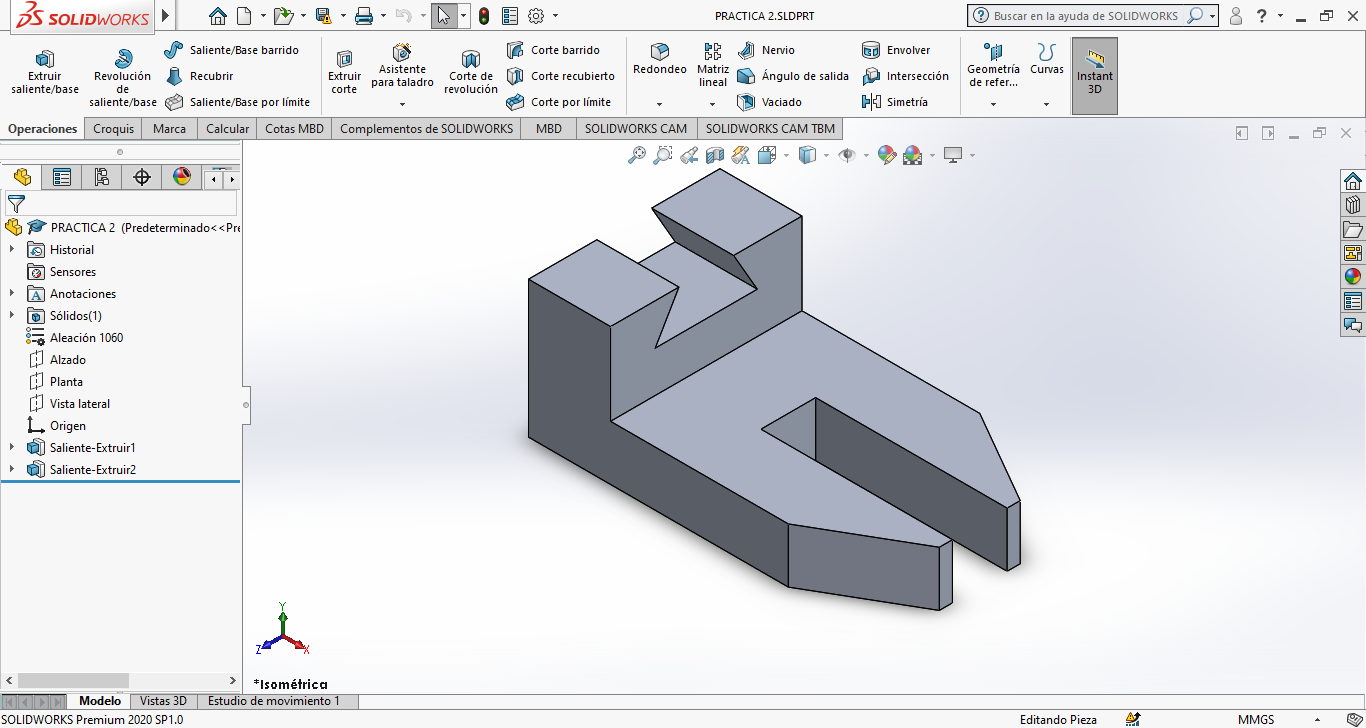 SOLIDWORKS
PRACTICA 2.SLDPRT
Buscar en la ayuda de SOLIDWORKS
Extruir
saliente/base
Revolución
de
saliente/base
Saliente/Base barrido
Recubrir
Saliente/Base por límite
Extruir
corte
Asistente
para taladro
Corte de
revolución
Corte barrido
Corte recubierto
Corte por límite
Redondeo
Matriz
lineal
Nervio
Ángulo de salida
Vaciado
Envolver
Intersección
Simetría
Geometría
de refer...
Curvas
Instant
3D
Operaciones
Croquis
Marca
Calcular
Cotas MBD
Complementos de SOLIDWORKS
MBD
SOLIDWORKS CAM
SOLIDWORKS CAM TBM
PRACTICA 2 (Predeterminado<<Pre
Historial
Sensores
Anotaciones
Sólidos(1)
Aleación 1060
Alzado
Planta
Vista lateral
Origen
Saliente-Extruir1
Saliente-Extruir2
Y
Z
X
*Isométrica
Modelo
Vistas 3D
Estudio de movimiento 1
SOLIDWORKS Premium 2020 SP1.0
Editando Pieza
MMGS